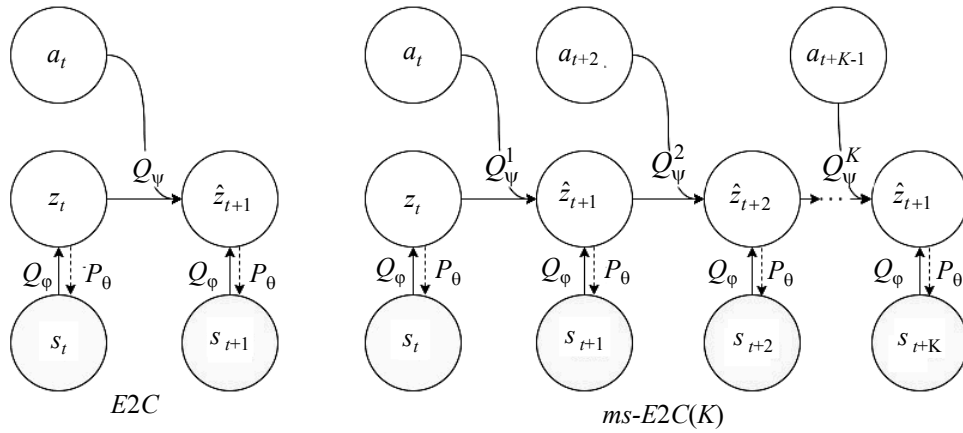 a_t a_t a_{t+2} . a_{t+K-1}
Q_ψ Q_ψ^1 Q_ψ^2 Q_ψ^K
z_t ẑ_{t+1} z_t ẑ_{t+1} ẑ_{t+2} ... ẑ_{t+1}
Q_φ P_θ Q_φ P_θ Q_φ P_θ Q_φ P_θ Q_φ P_θ Q_φ P_θ
s_t s_{t+1} s_t s_{t+1} s_{t+2} s_{t+K}
E2C ms-E2C(K)